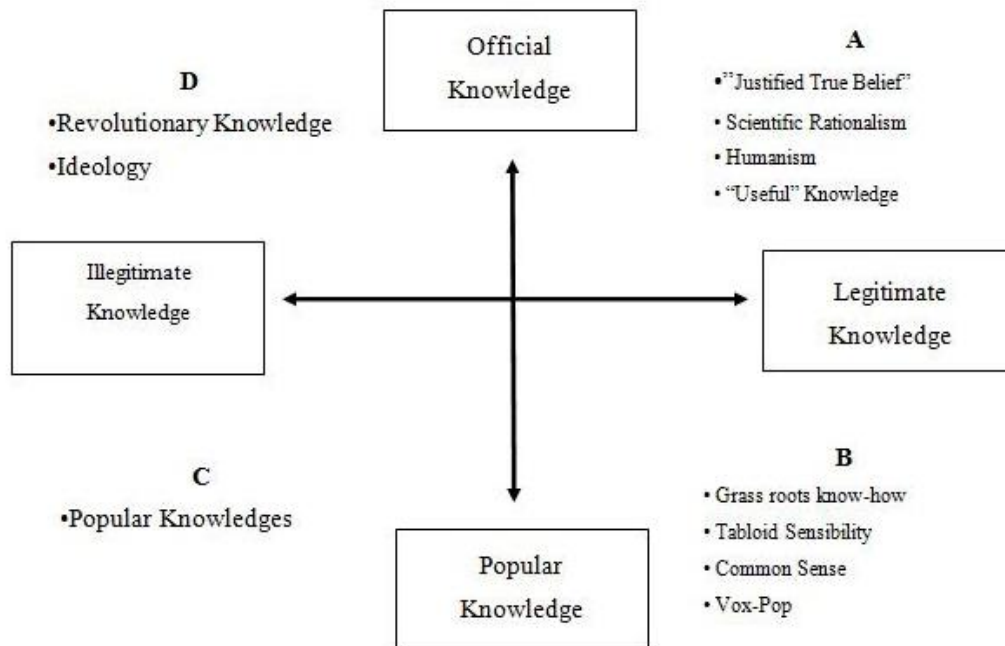 Official
Knowledge
A
•”Justified True Belief”
• Scientific Rationalism
• Humanism
• “Useful” Knowledge
D
•Revolutionary Knowledge
•Ideology
Illegitimate
Knowledge
Legitimate
Knowledge
C
•Popular Knowledges
B
• Grass roots know-how
• Tabloid Sensibility
• Common Sense
• Vox-Pop
Popular
Knowledge